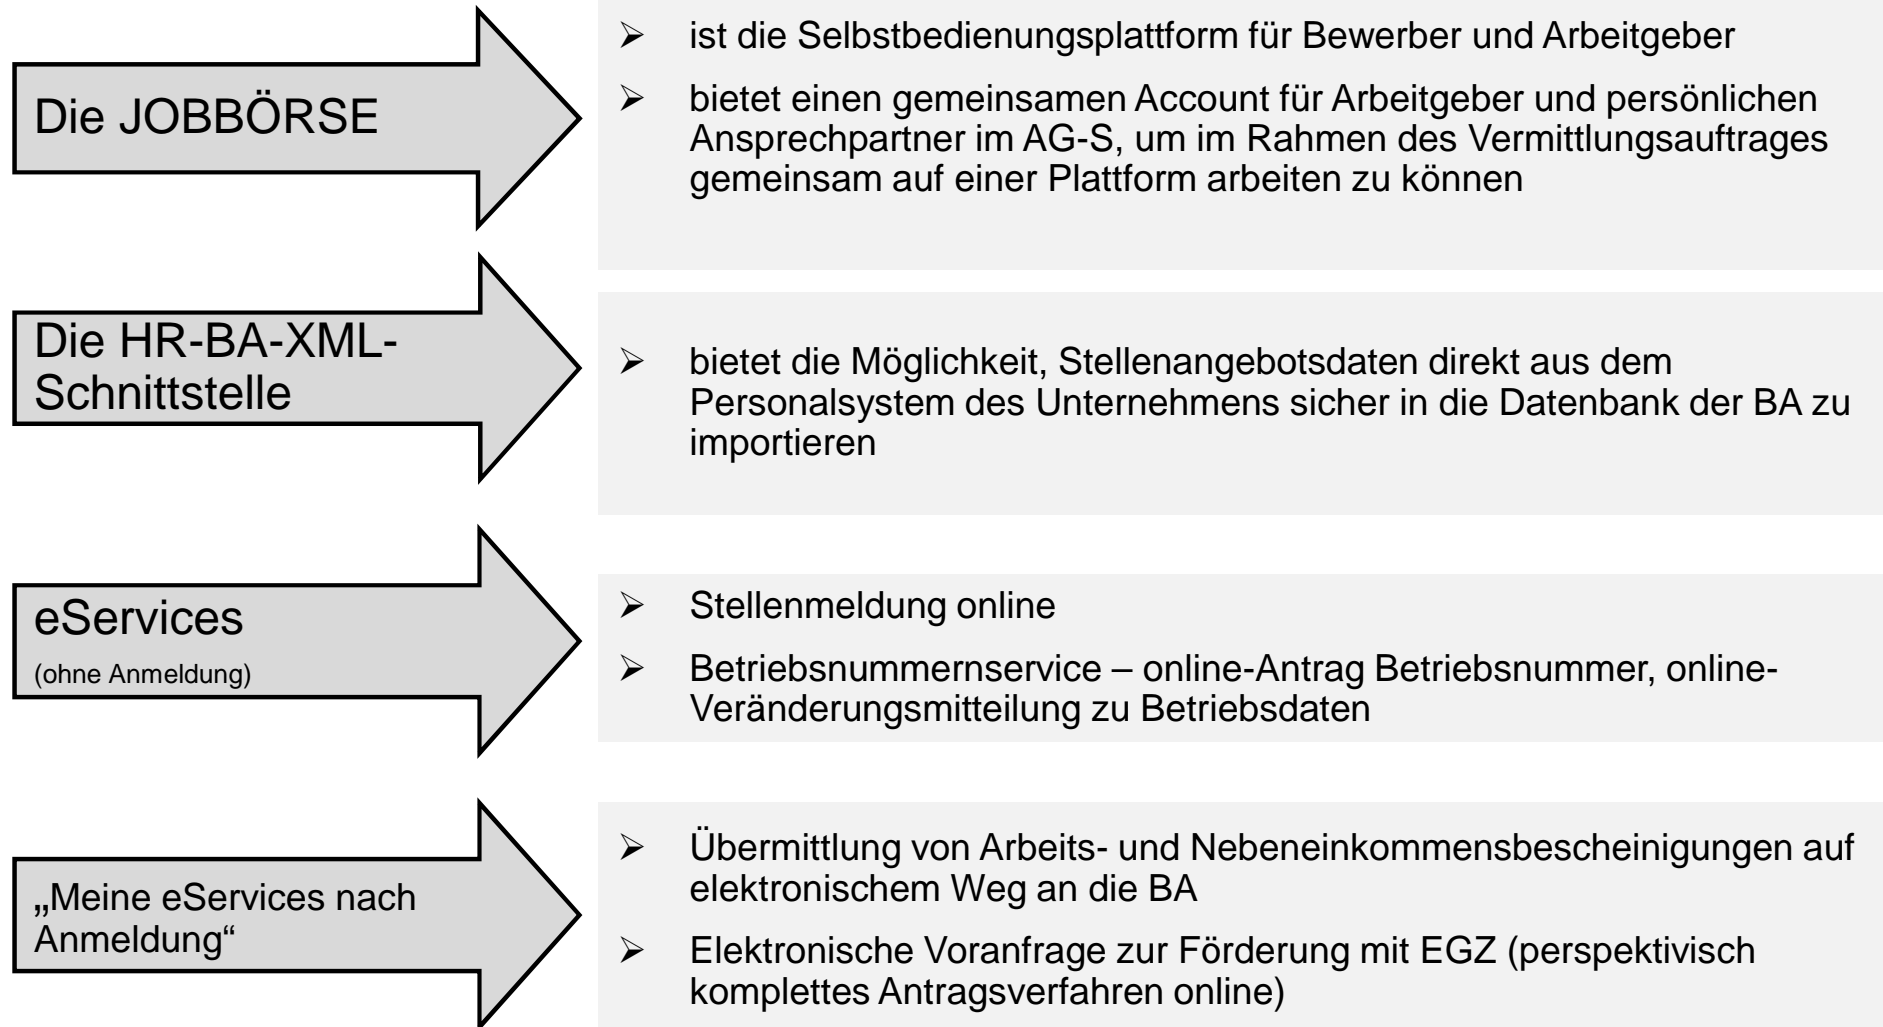 Die JOBBÖRSE
➢ ist die Selbstbedienungsplattform für Bewerber und Arbeitgeber
➢ bietet einen gemeinsamen Account für Arbeitgeber und persönlichen
Ansprechpartner im AG-S, um im Rahmen des Vermittlungsauftrages
gemeinsam auf einer Plattform arbeiten zu können
Die HR-BA-XML-
Schnittstelle
➢ bietet die Möglichkeit, Stellenangebotsdaten direkt aus dem
Personalsystem des Unternehmens sicher in die Datenbank der BA zu
importieren
eServices
(ohne Anmeldung)
➢ Stellenmeldung online
➢ Betriebsnummernservice – online-Antrag Betriebsnummer, online-
Veränderungsmitteilung zu Betriebsdaten
„Meine eServices nach
Anmeldung“
➢ Übermittlung von Arbeits- und Nebeneinkommensbescheinigungen auf
elektronischem Weg an die BA
➢ Elektronische Voranfrage zur Förderung mit EGZ (perspektivisch
komplettes Antragsverfahren online)